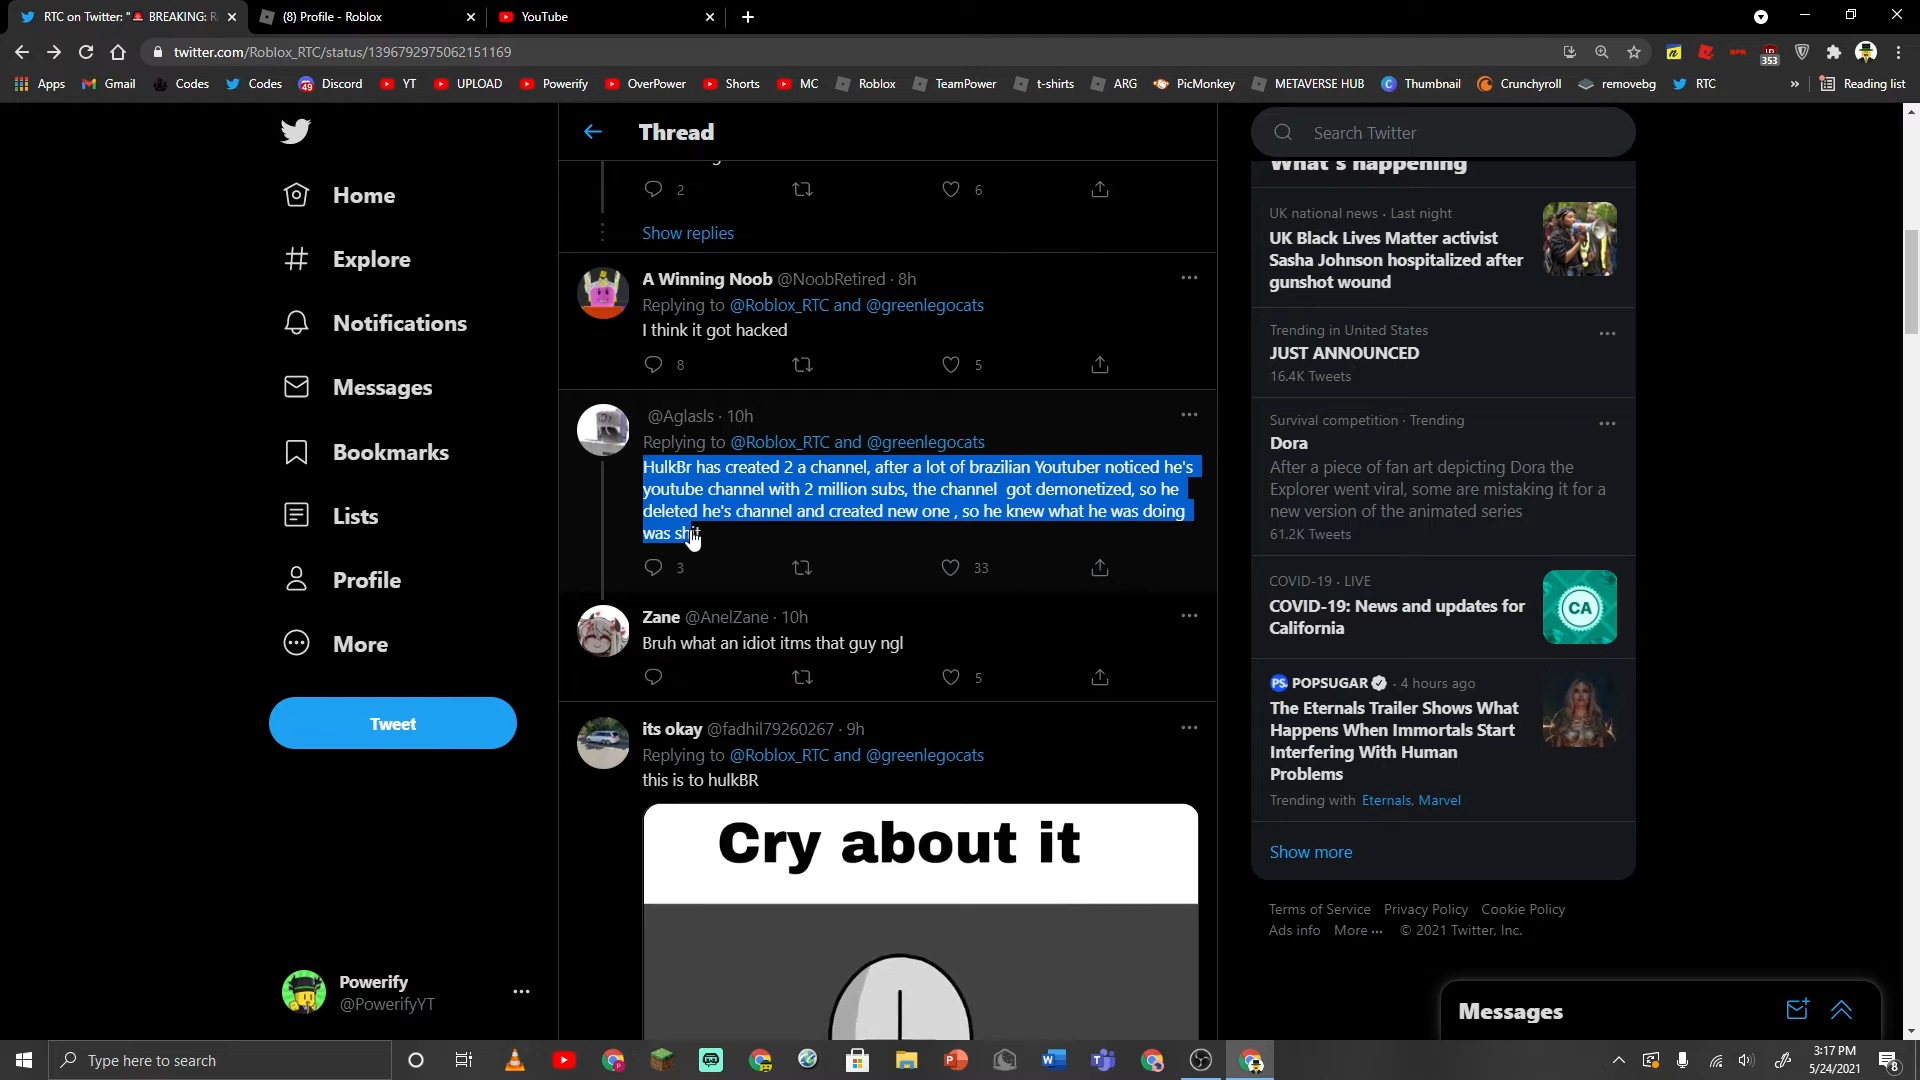 RTC on Twitter: "🚨 BREAKING: R
(8) Profile - Roblox
YouTube
twitter.com/Roblox_RTC/status/1396792975062151169
353
Apps
Gmail
Codes
Codes
49
Discord
YT
UPLOAD
Powerify
OverPower
Shorts
MC
Roblox
TeamPower
t-shirts
ARG
PicMonkey
METAVERSE HUB
Thumbnail
Crunchyroll
removebg
RTC
»
Reading list
Home
Explore
Notifications
Messages
Bookmarks
Lists
Profile
More
Tweet
Powerify
@PowerifyYT
Thread
2
6
Show replies
A Winning Noob @NoobRetired · 8h
Replying to @Roblox_RTC and @greenlegocats
I think it got hacked
8
5
@Aglasls · 10h
Replying to @Roblox_RTC and @greenlegocats
HulkBr has created 2 a channel, after a lot of brazilian Youtuber noticed he's
youtube channel with 2 million subs, the channel got demonetized, so he
deleted he's channel and created new one , so he knew what he was doing
was shit
3
33
Zane @AnelZane · 10h
Bruh what an idiot itms that guy ngl
5
its okay @fadhil79260267 · 9h
Replying to @Roblox_RTC and @greenlegocats
this is to hulkBR
Cry about it
Search Twitter
What's happening
UK national news · Last night
UK Black Lives Matter activist
Sasha Johnson hospitalized after
gunshot wound
Trending in United States
JUST ANNOUNCED
16.4K Tweets
Survival competition · Trending
Dora
After a piece of fan art depicting Dora the
Explorer went viral, some are mistaking it for a
new version of the animated series
61.2K Tweets
COVID-19 · LIVE
COVID-19: News and updates for
California
CA
PS. POPSUGAR · 4 hours ago
The Eternals Trailer Shows What
Happens When Immortals Start
Interfering With Human
Problems
Trending with Eternals, Marvel
Show more
Terms of Service Privacy Policy Cookie Policy
Ads info More ··· © 2021 Twitter, Inc.
Messages
Type here to search
3:17 PM
5/24/2021
8